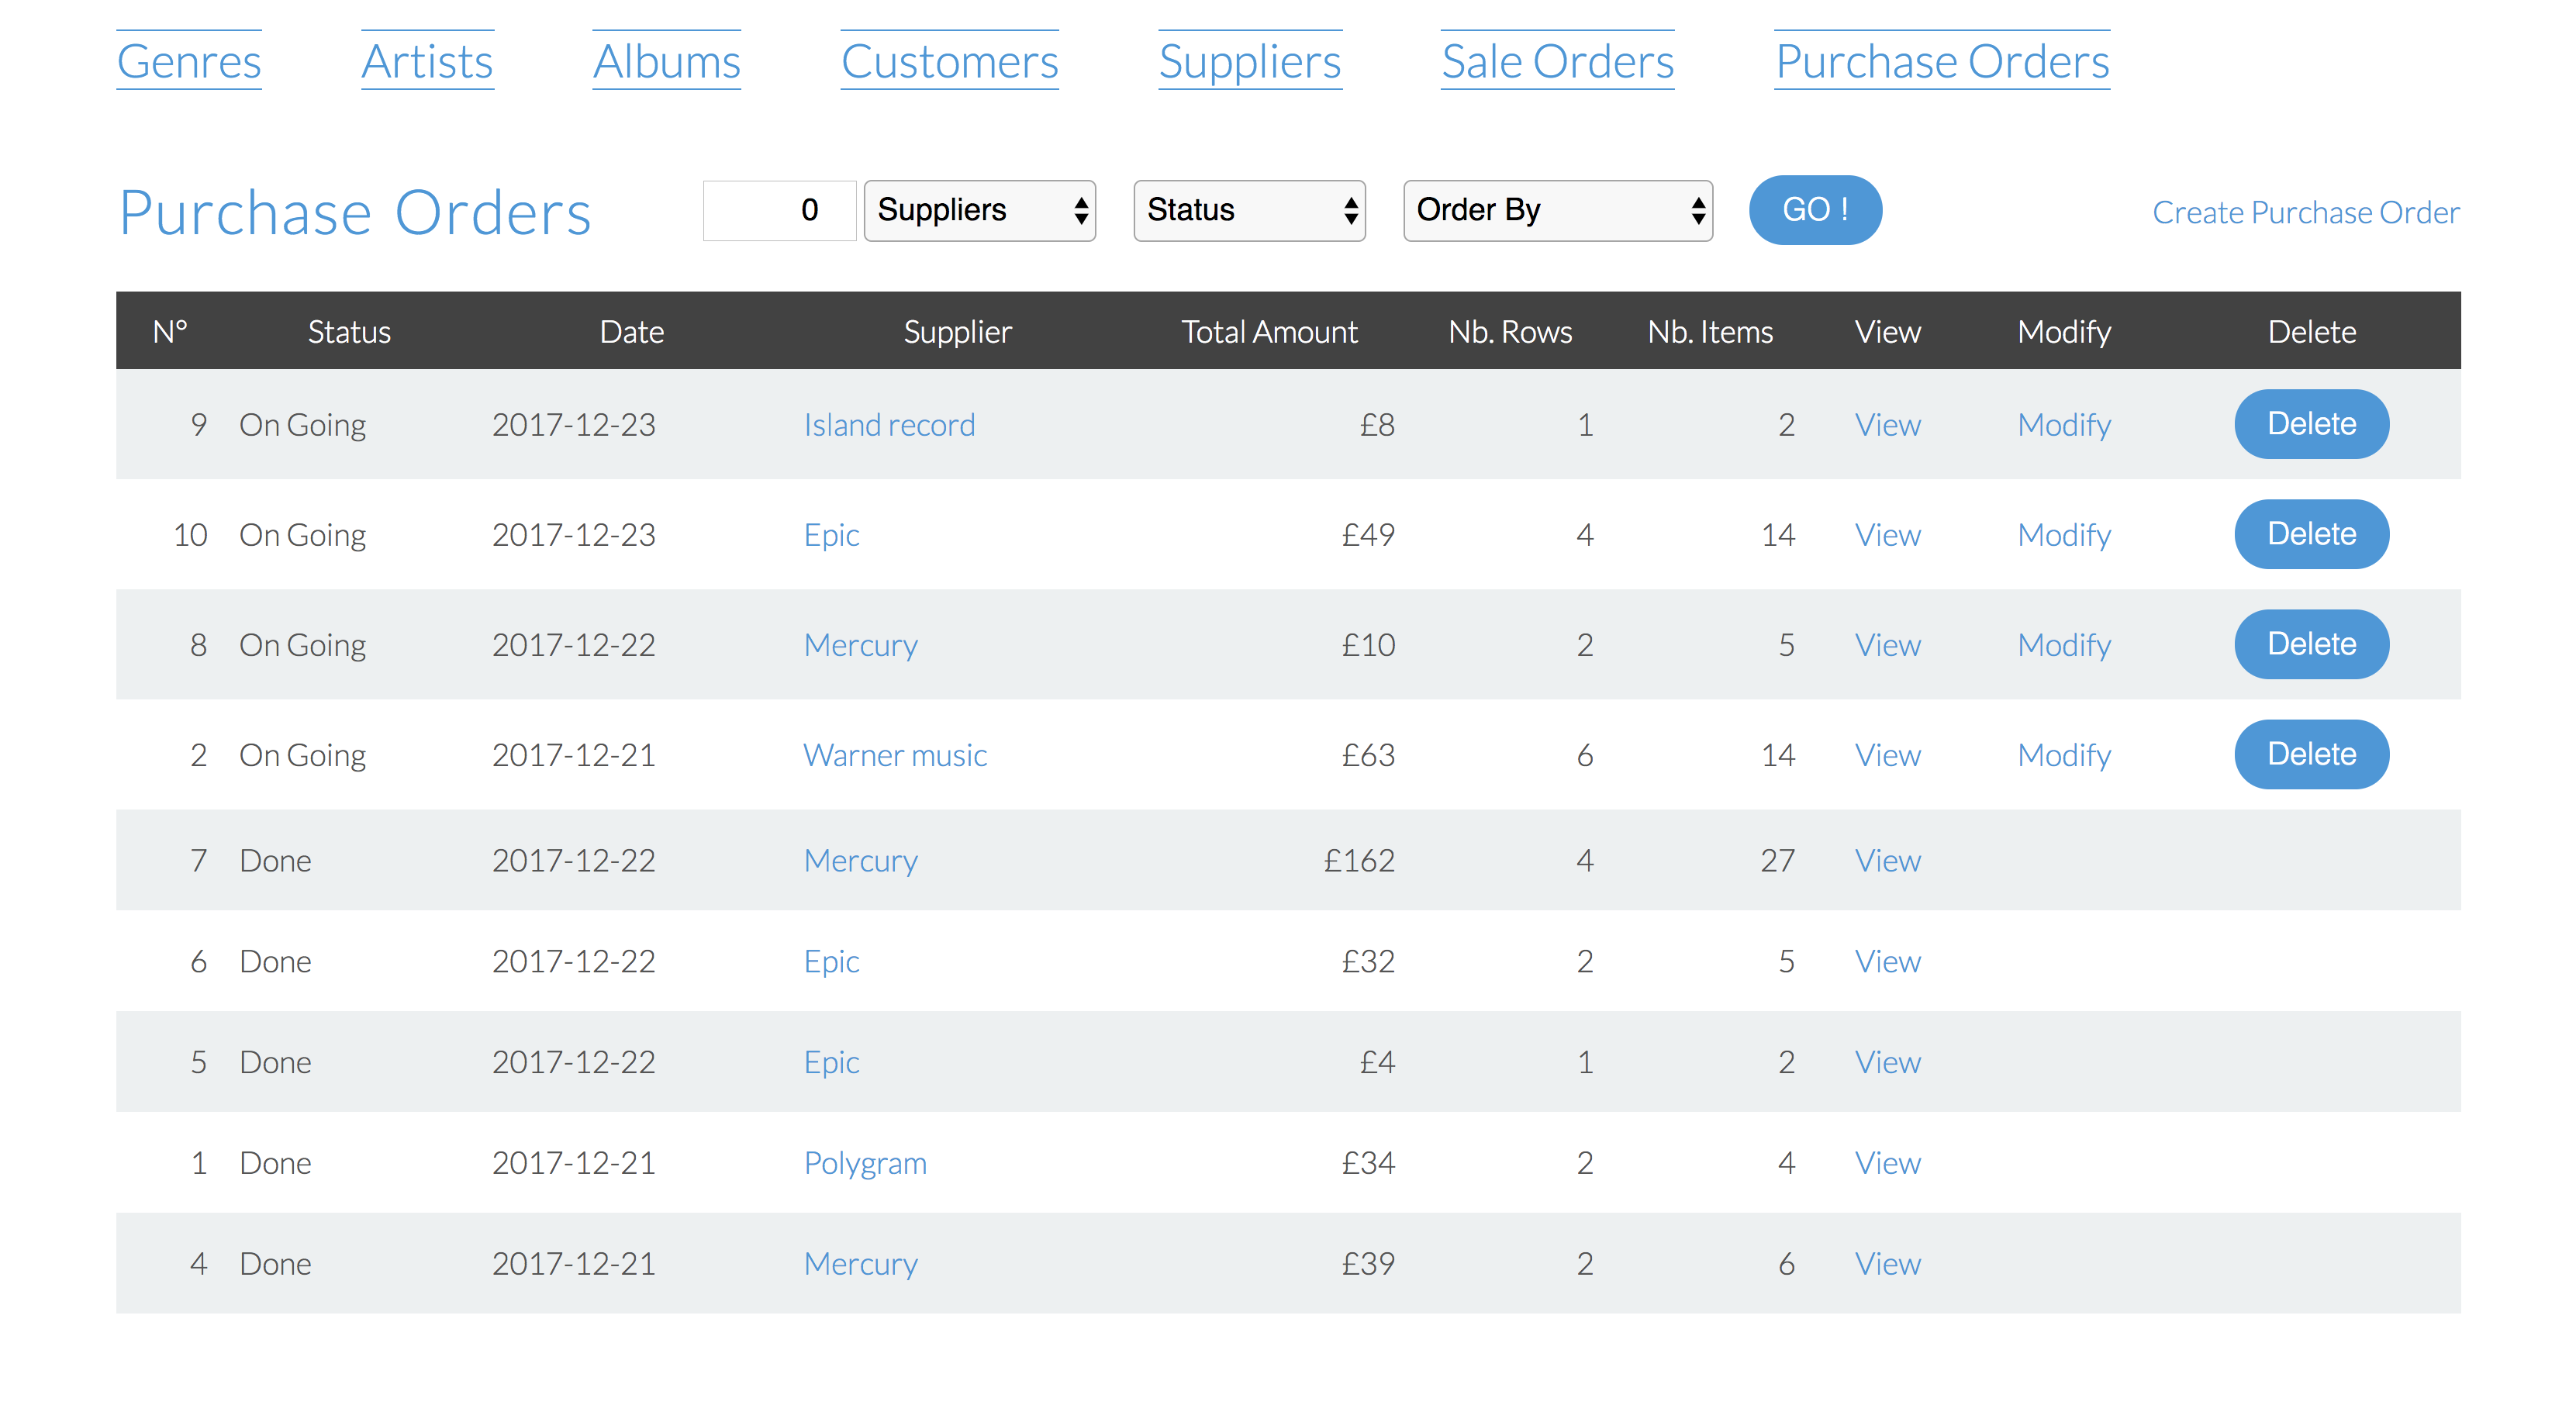 Genres Artists Albums Customers Suppliers Sale Orders Purchase Orders
Purchase Orders 0 Suppliers Status Order By GO ! Create Purchase Order
N° Status Date Supplier Total Amount Nb. Rows Nb. Items View Modify Delete
9 On Going 2017-12-23 Island record £8 1 2 View Modify Delete
10 On Going 2017-12-23 Epic £49 4 14 View Modify Delete
8 On Going 2017-12-22 Mercury £10 2 5 View Modify Delete
2 On Going 2017-12-21 Warner music £63 6 14 View Modify Delete
7 Done 2017-12-22 Mercury £162 4 27 View
6 Done 2017-12-22 Epic £32 2 5 View
5 Done 2017-12-22 Epic £4 1 2 View
1 Done 2017-12-21 Polygram £34 2 4 View
4 Done 2017-12-21 Mercury £39 2 6 View